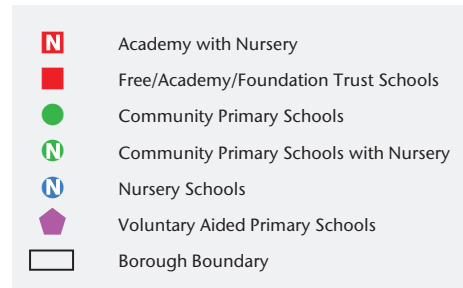 N Academy with Nursery
Free/Academy/Foundation Trust Schools
Community Primary Schools
N Community Primary Schools with Nursery
N Nursery Schools
Voluntary Aided Primary Schools
Borough Boundary